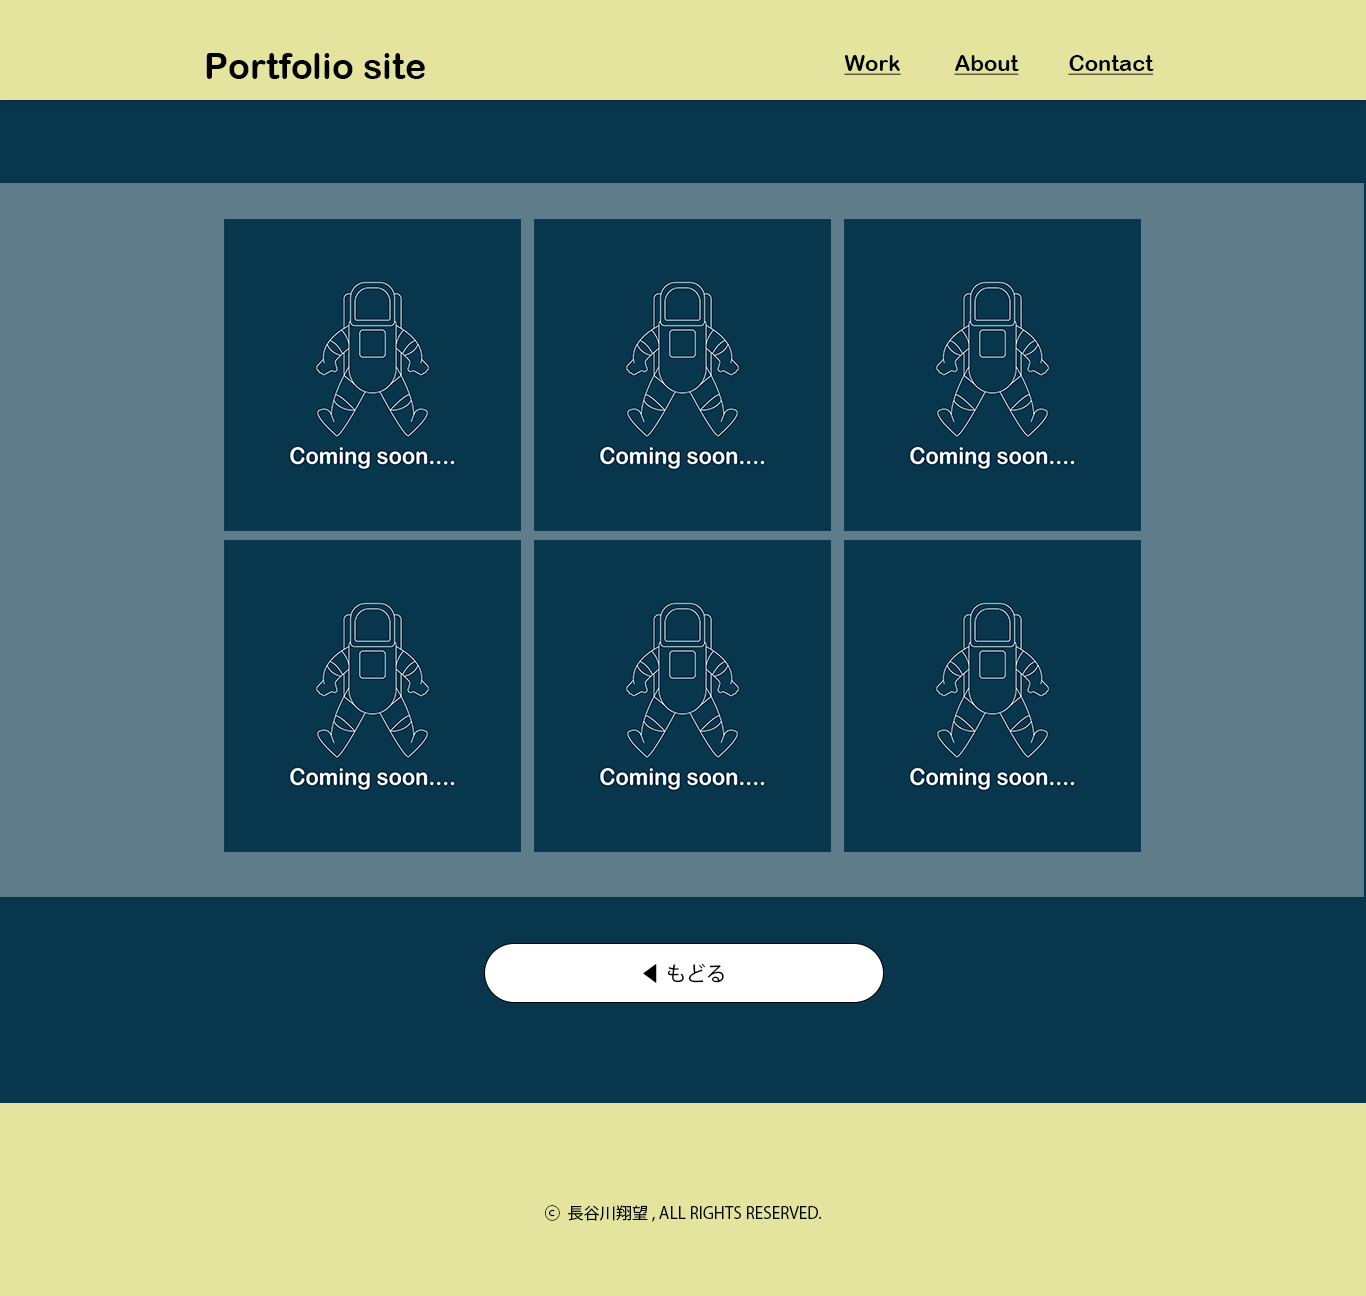 Portfolio site
Work About Contact
Coming soon.... Coming soon.... Coming soon....
Coming soon.... Coming soon.... Coming soon....
◀ もどる
ⓒ 長谷川翔望 , ALL RIGHTS RESERVED.